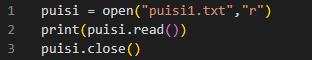 1 puisi = open("puisi1.txt","r")
2 print(puisi.read())
3 puisi.close()